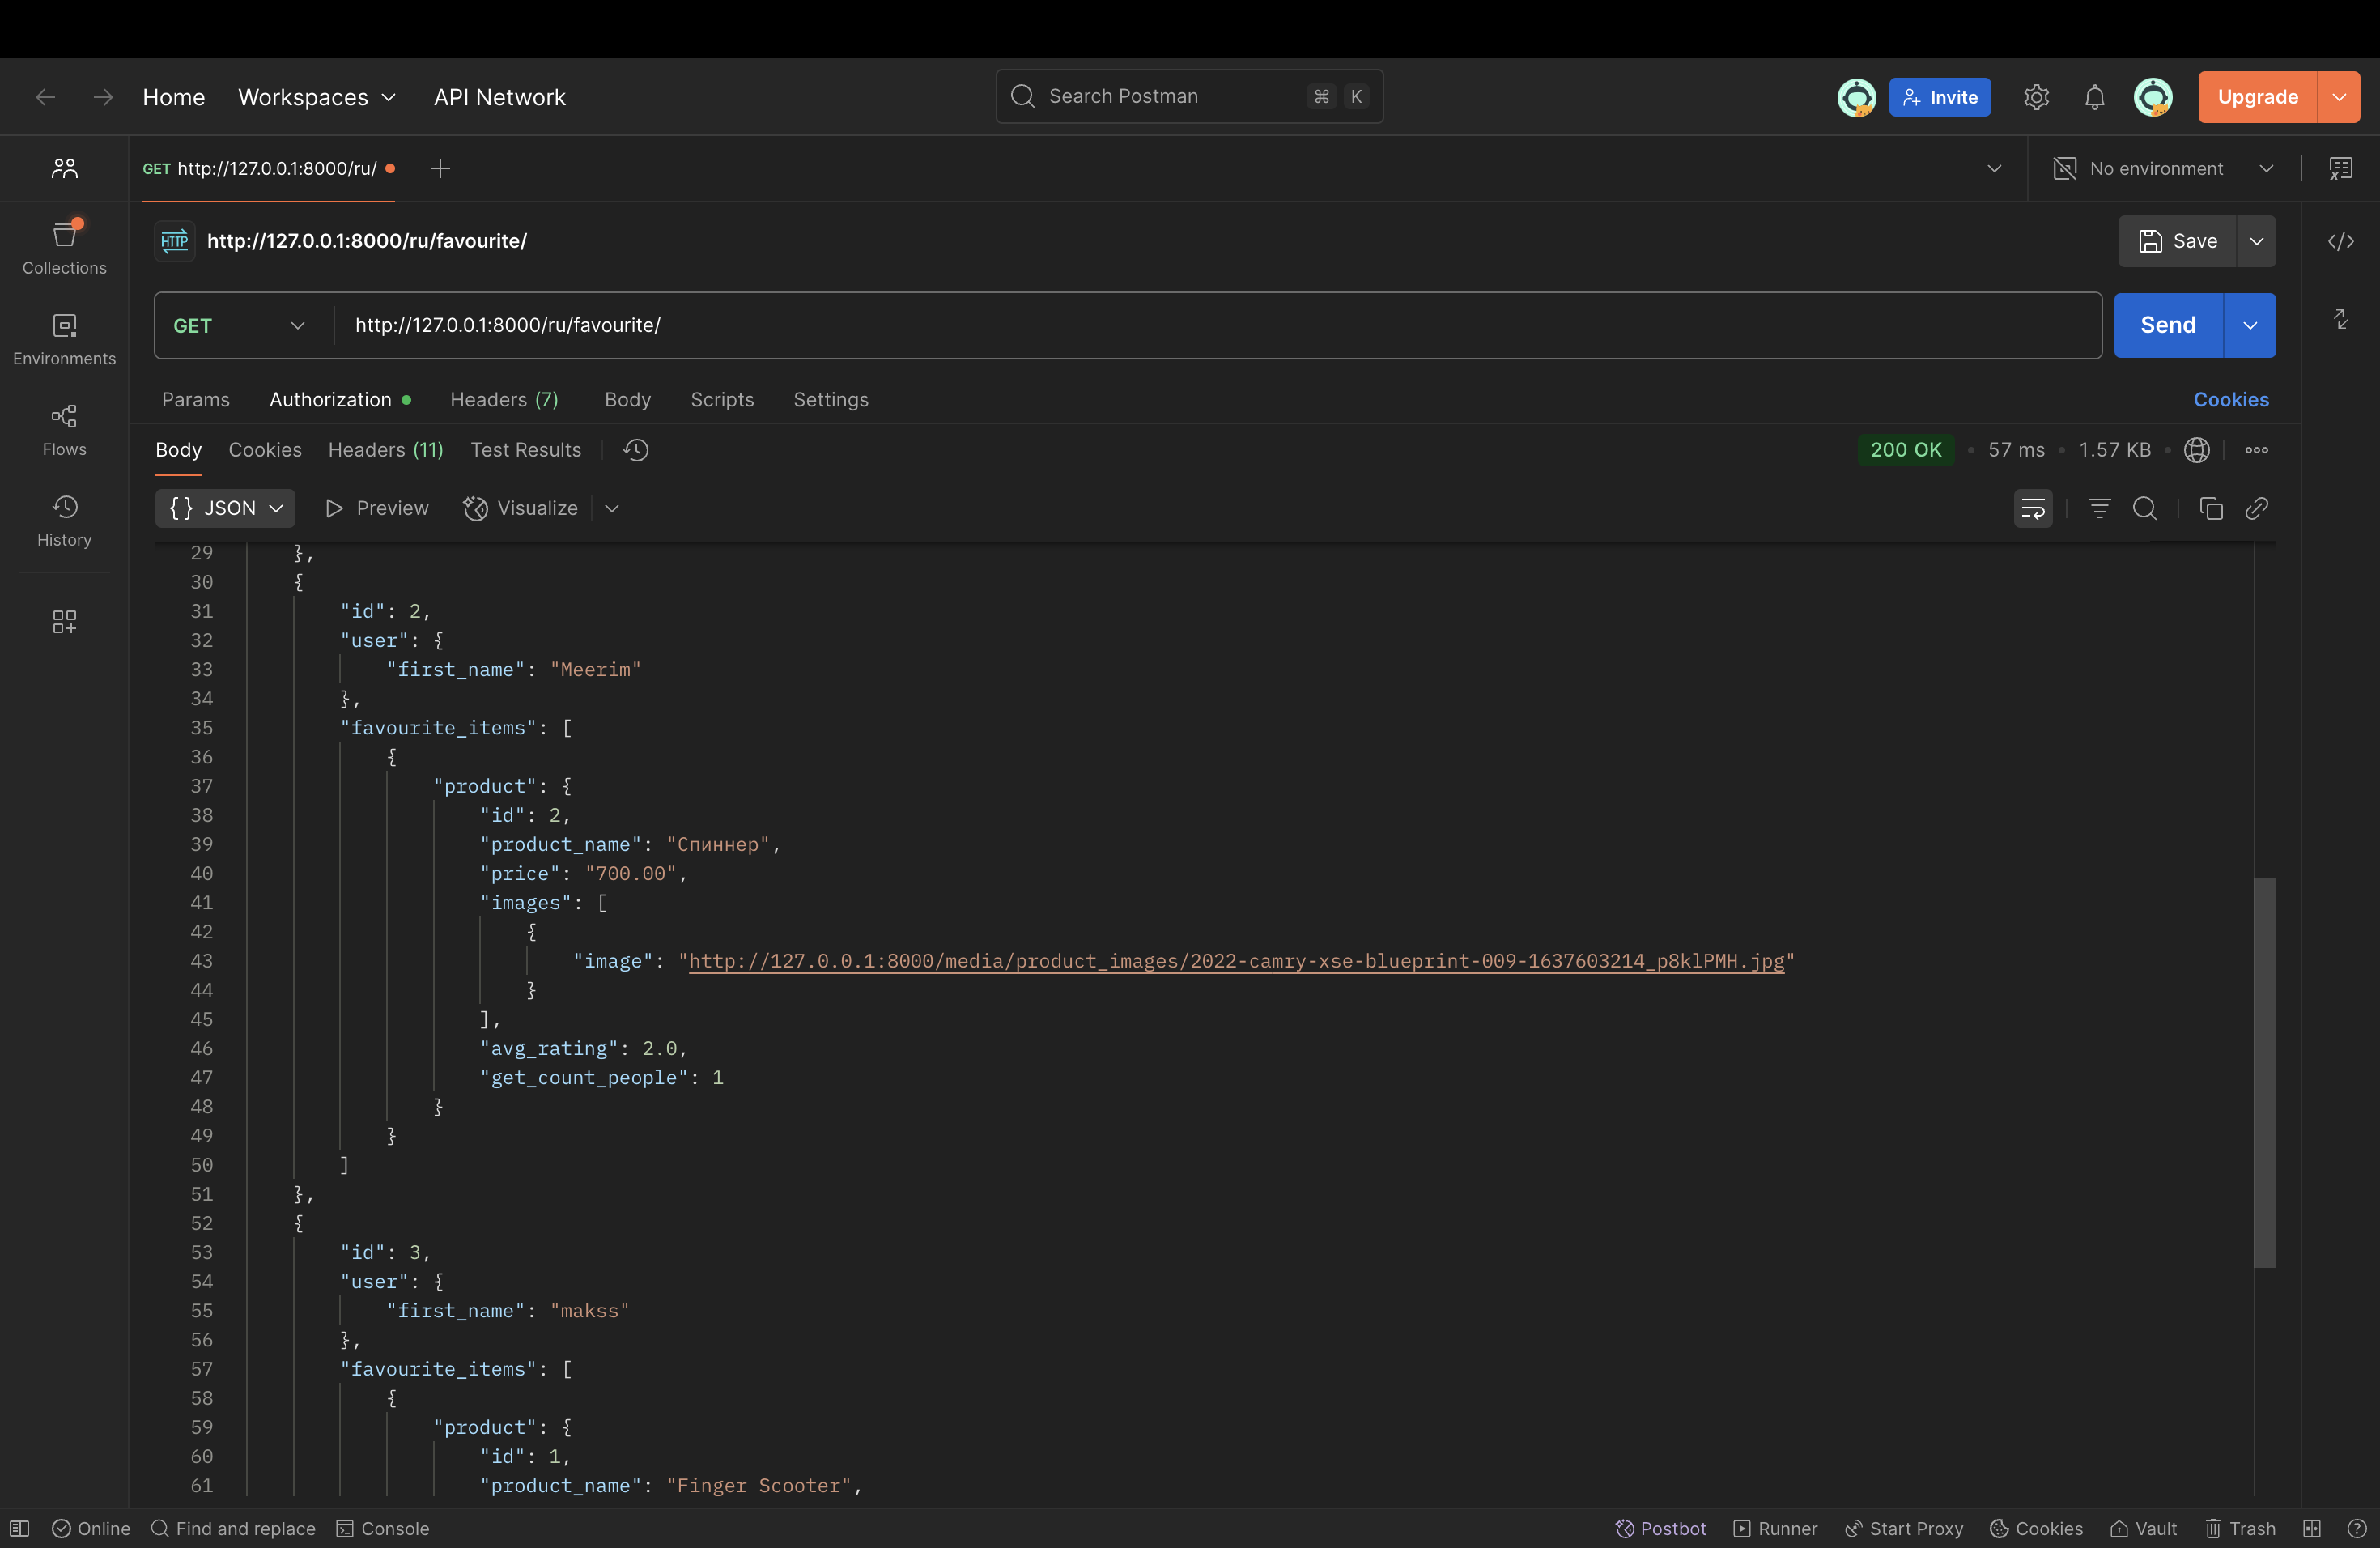 Home Workspaces API Network Search Postman ⌘ K Invite Upgrade
GET http://127.0.0.1:8000/ru/ No environment
HTTP http://127.0.0.1:8000/ru/favourite/ Save
Collections
GET http://127.0.0.1:8000/ru/favourite/ Send
Environments
Params Authorization Headers (7) Body Scripts Settings Cookies
Flows
Body Cookies Headers (11) Test Results 200 OK • 57 ms • 1.57 KB •
History
{} JSON Preview Visualize
29 },
30 {
31 "id": 2,
32 "user": {
33 "first_name": "Meerim"
34 },
35 "favourite_items": [
36 {
37 "product": {
38 "id": 2,
39 "product_name": "Спиннер",
40 "price": "700.00",
41 "images": [
42 {
43 "image": "http://127.0.0.1:8000/media/product_images/2022-camry-xse-blueprint-009-1637603214_p8klPMH.jpg"
44 }
45 ],
46 "avg_rating": 2.0,
47 "get_count_people": 1
48 }
49 }
50 ]
51 },
52 {
53 "id": 3,
54 "user": {
55 "first_name": "makss"
56 },
57 "favourite_items": [
58 {
59 "product": {
60 "id": 1,
61 "product_name": "Finger Scooter",
Online Find and replace Console Postbot Runner Start Proxy Cookies Vault Trash